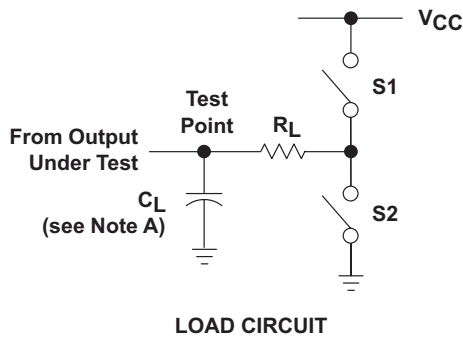 VCC
S1
Test
Point
RL
From Output
Under Test
CL
(see Note A)
S2
LOAD CIRCUIT